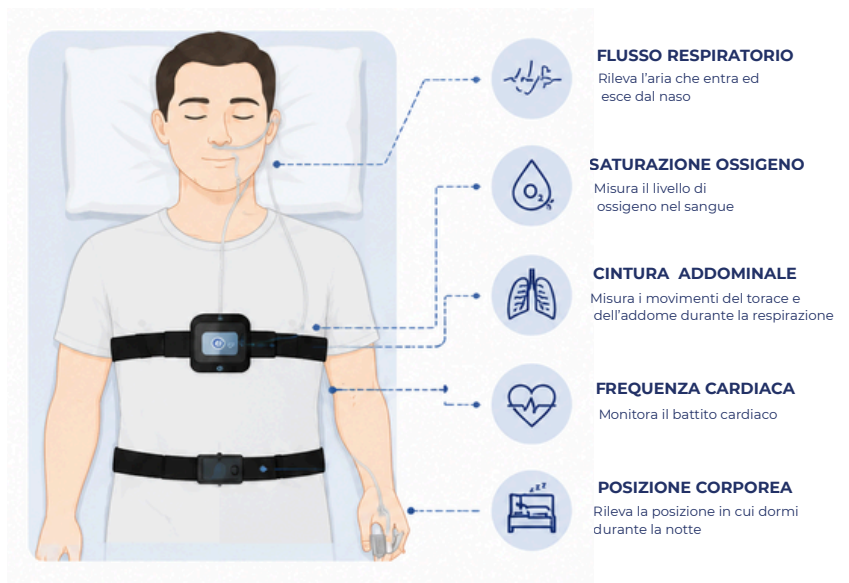 FLUSSO RESPIRATORIO
Rileva l'aria che entra ed
esce dal naso
SATURAZIONE OSSIGENO
O2
Misura il livello di
ossigeno nel sangue
CINTURA ADDOMINALE
Misura i movimenti del torace e
dell'addome durante la respirazione
FREQUENZA CARDIACA
Monitora il battito cardiaco
POSIZIONE CORPOREA
zzz
Rileva la posizione in cui dormi
durante la notte